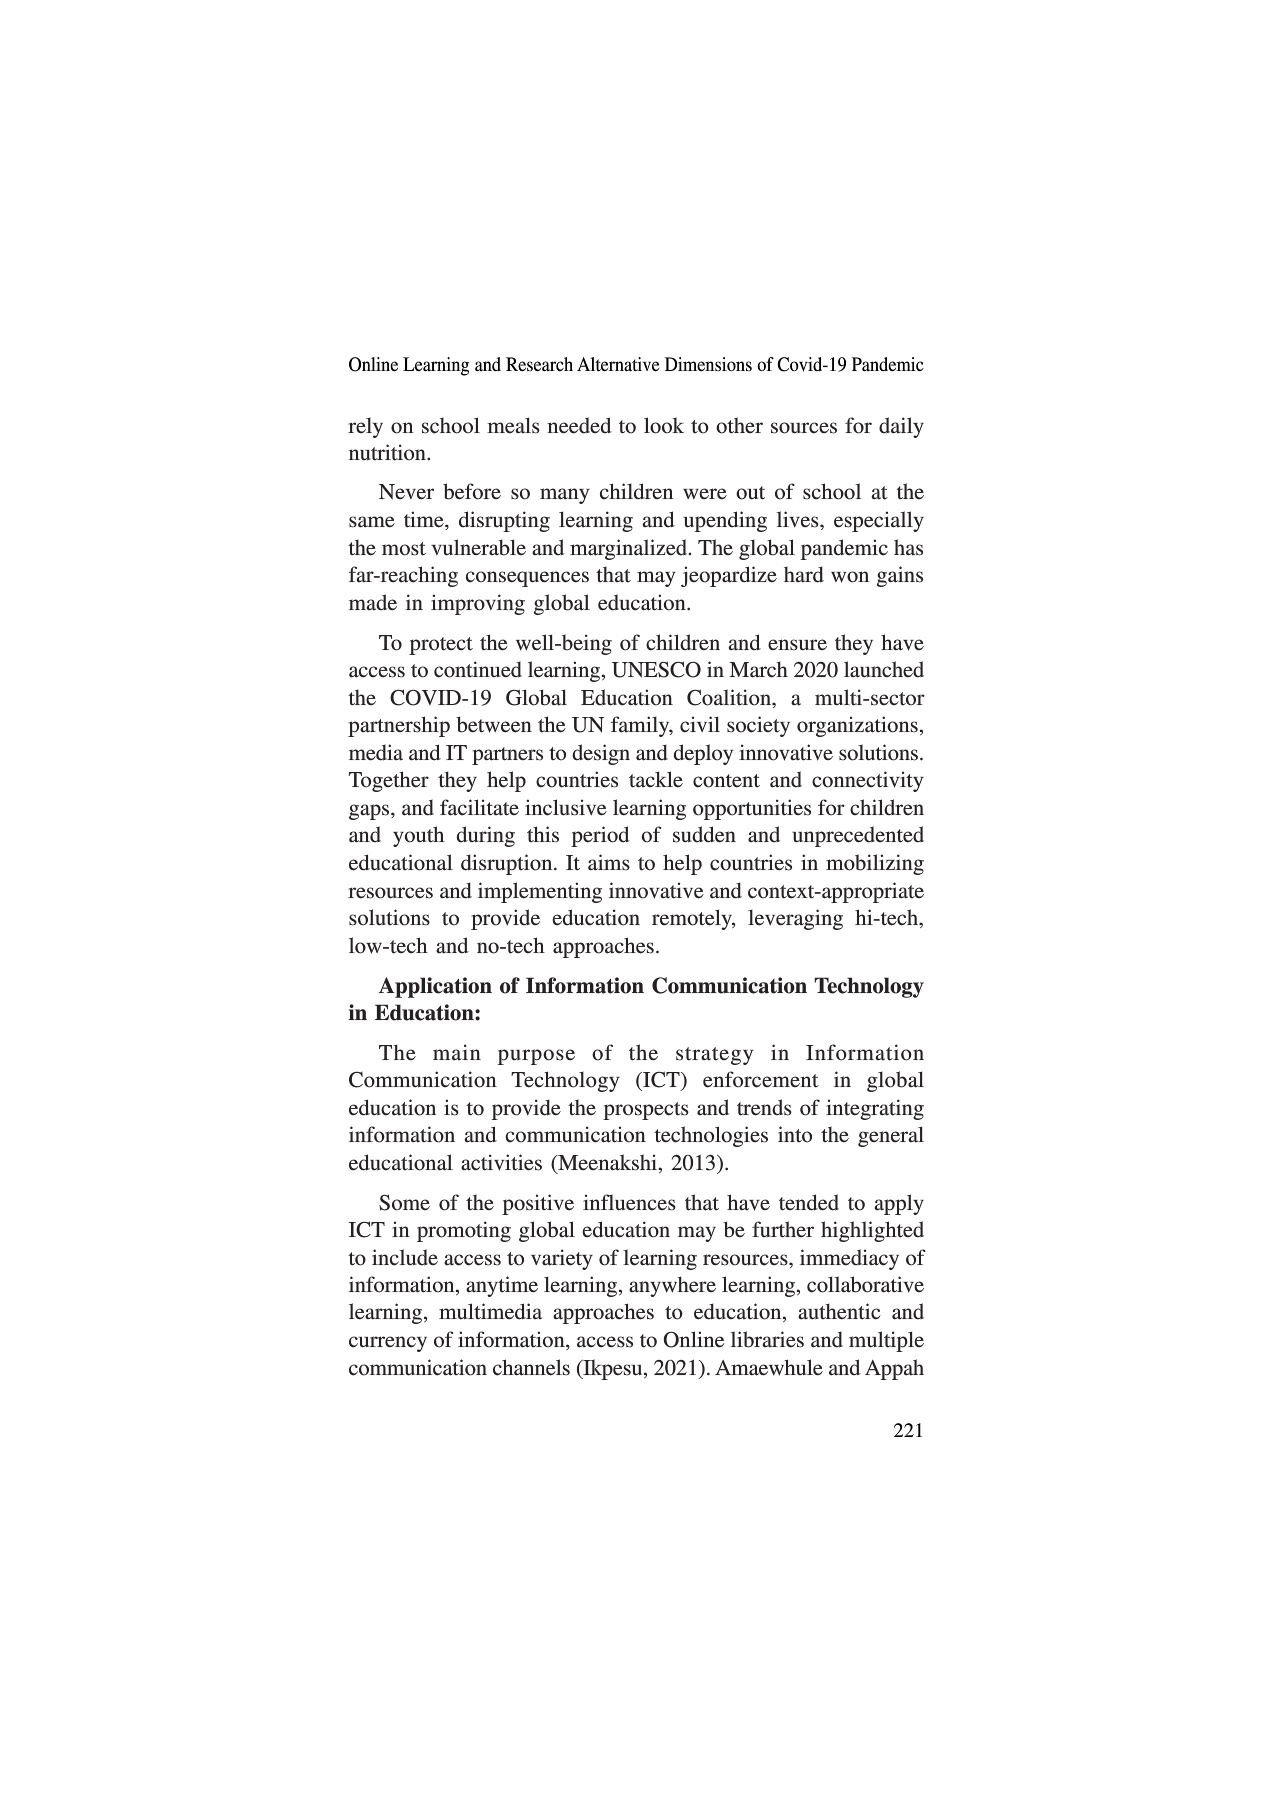 Online Learning and Research Alternative Dimensions of Covid-19 Pandemic
rely on school meals needed to look to other sources for daily
nutrition.
Never before so many children were out of school at the
same time, disrupting learning and upending lives, especially
the most vulnerable and marginalized. The global pandemic has
far-reaching consequences that may jeopardize hard won gains
made in improving global education.
To protect the well-being of children and ensure they have
access to continued learning, UNESCO in March 2020 launched
the COVID-19 Global Education Coalition, a multi-sector
partnership between the UN family, civil society organizations,
media and IT partners to design and deploy innovative solutions.
Together they help countries tackle content and connectivity
gaps, and facilitate inclusive learning opportunities for children
and youth during this period of sudden and unprecedented
educational disruption. It aims to help countries in mobilizing
resources and implementing innovative and context-appropriate
solutions to provide education remotely, leveraging hi-tech,
low-tech and no-tech approaches.
Application of Information Communication Technology
in Education:
The main purpose of the strategy in Information
Communication Technology (ICT) enforcement in global
education is to provide the prospects and trends of integrating
information and communication technologies into the general
educational activities (Meenakshi, 2013).
Some of the positive influences that have tended to apply
ICT in promoting global education may be further highlighted
to include access to variety of learning resources, immediacy of
information, anytime learning, anywhere learning, collaborative
learning, multimedia approaches to education, authentic and
currency of information, access to Online libraries and multiple
communication channels (Ikpesu, 2021). Amaewhule and Appah
221